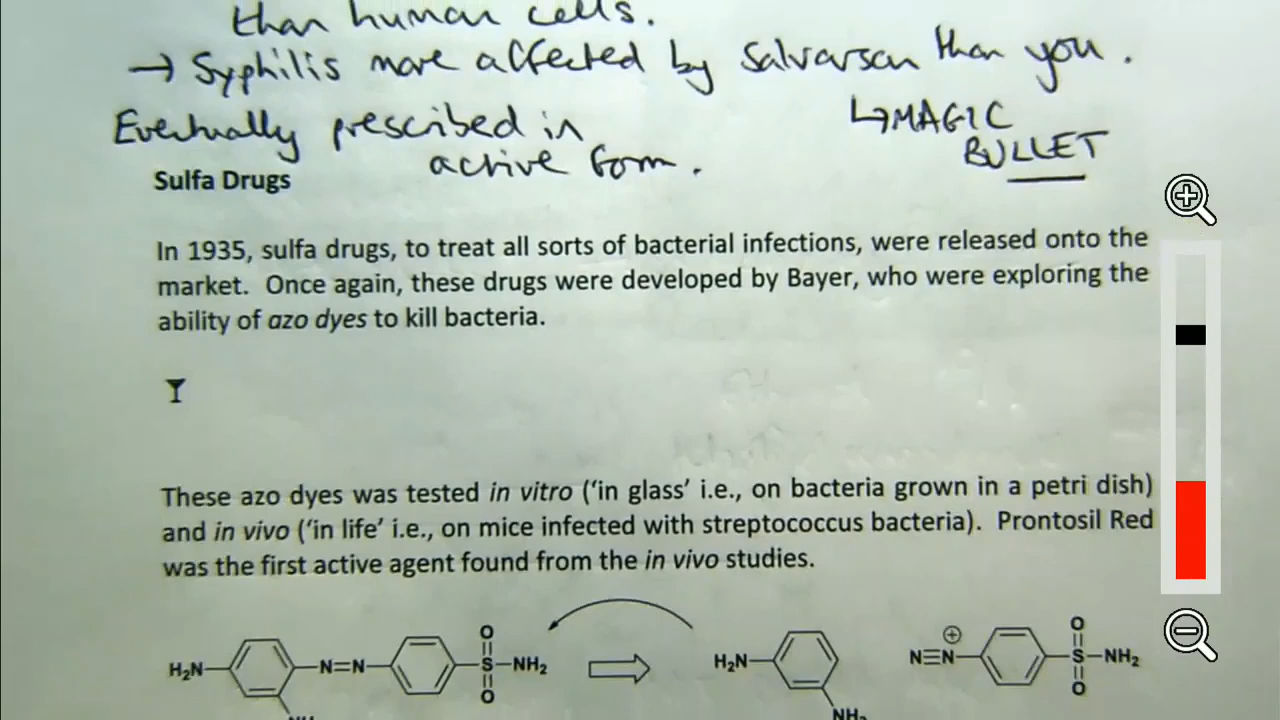 than human cells.
→ Syphilis more affected by Salvarsan than you.
↳MAGIC
BULLET
Eventually prescribed in
active form.
Sulfa Drugs
In 1935, sulfa drugs, to treat all sorts of bacterial infections, were released onto the
market. Once again, these drugs were developed by Bayer, who were exploring the
ability of azo dyes to kill bacteria.
These azo dyes was tested in vitro (‘in glass’ i.e., on bacteria grown in a petri dish)
and in vivo (‘in life’ i.e., on mice infected with streptococcus bacteria). Prontosil Red
was the first active agent found from the in vivo studies.
H₂N N=N S NH₂ O O
H₂N NH₂
N≡N ⊕ S NH₂ O O